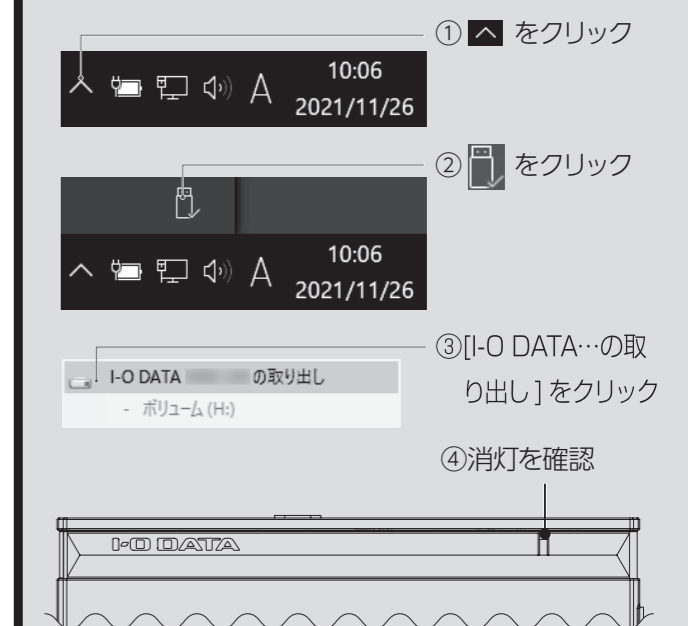 ① をクリック
A 10:06
2021/11/26
② をクリック
A 10:06
2021/11/26
③[I-O DATA…の取
り出し]をクリック
I-O DATA の取り出し
- ボリューム (H:)
④消灯を確認
I-O DATA